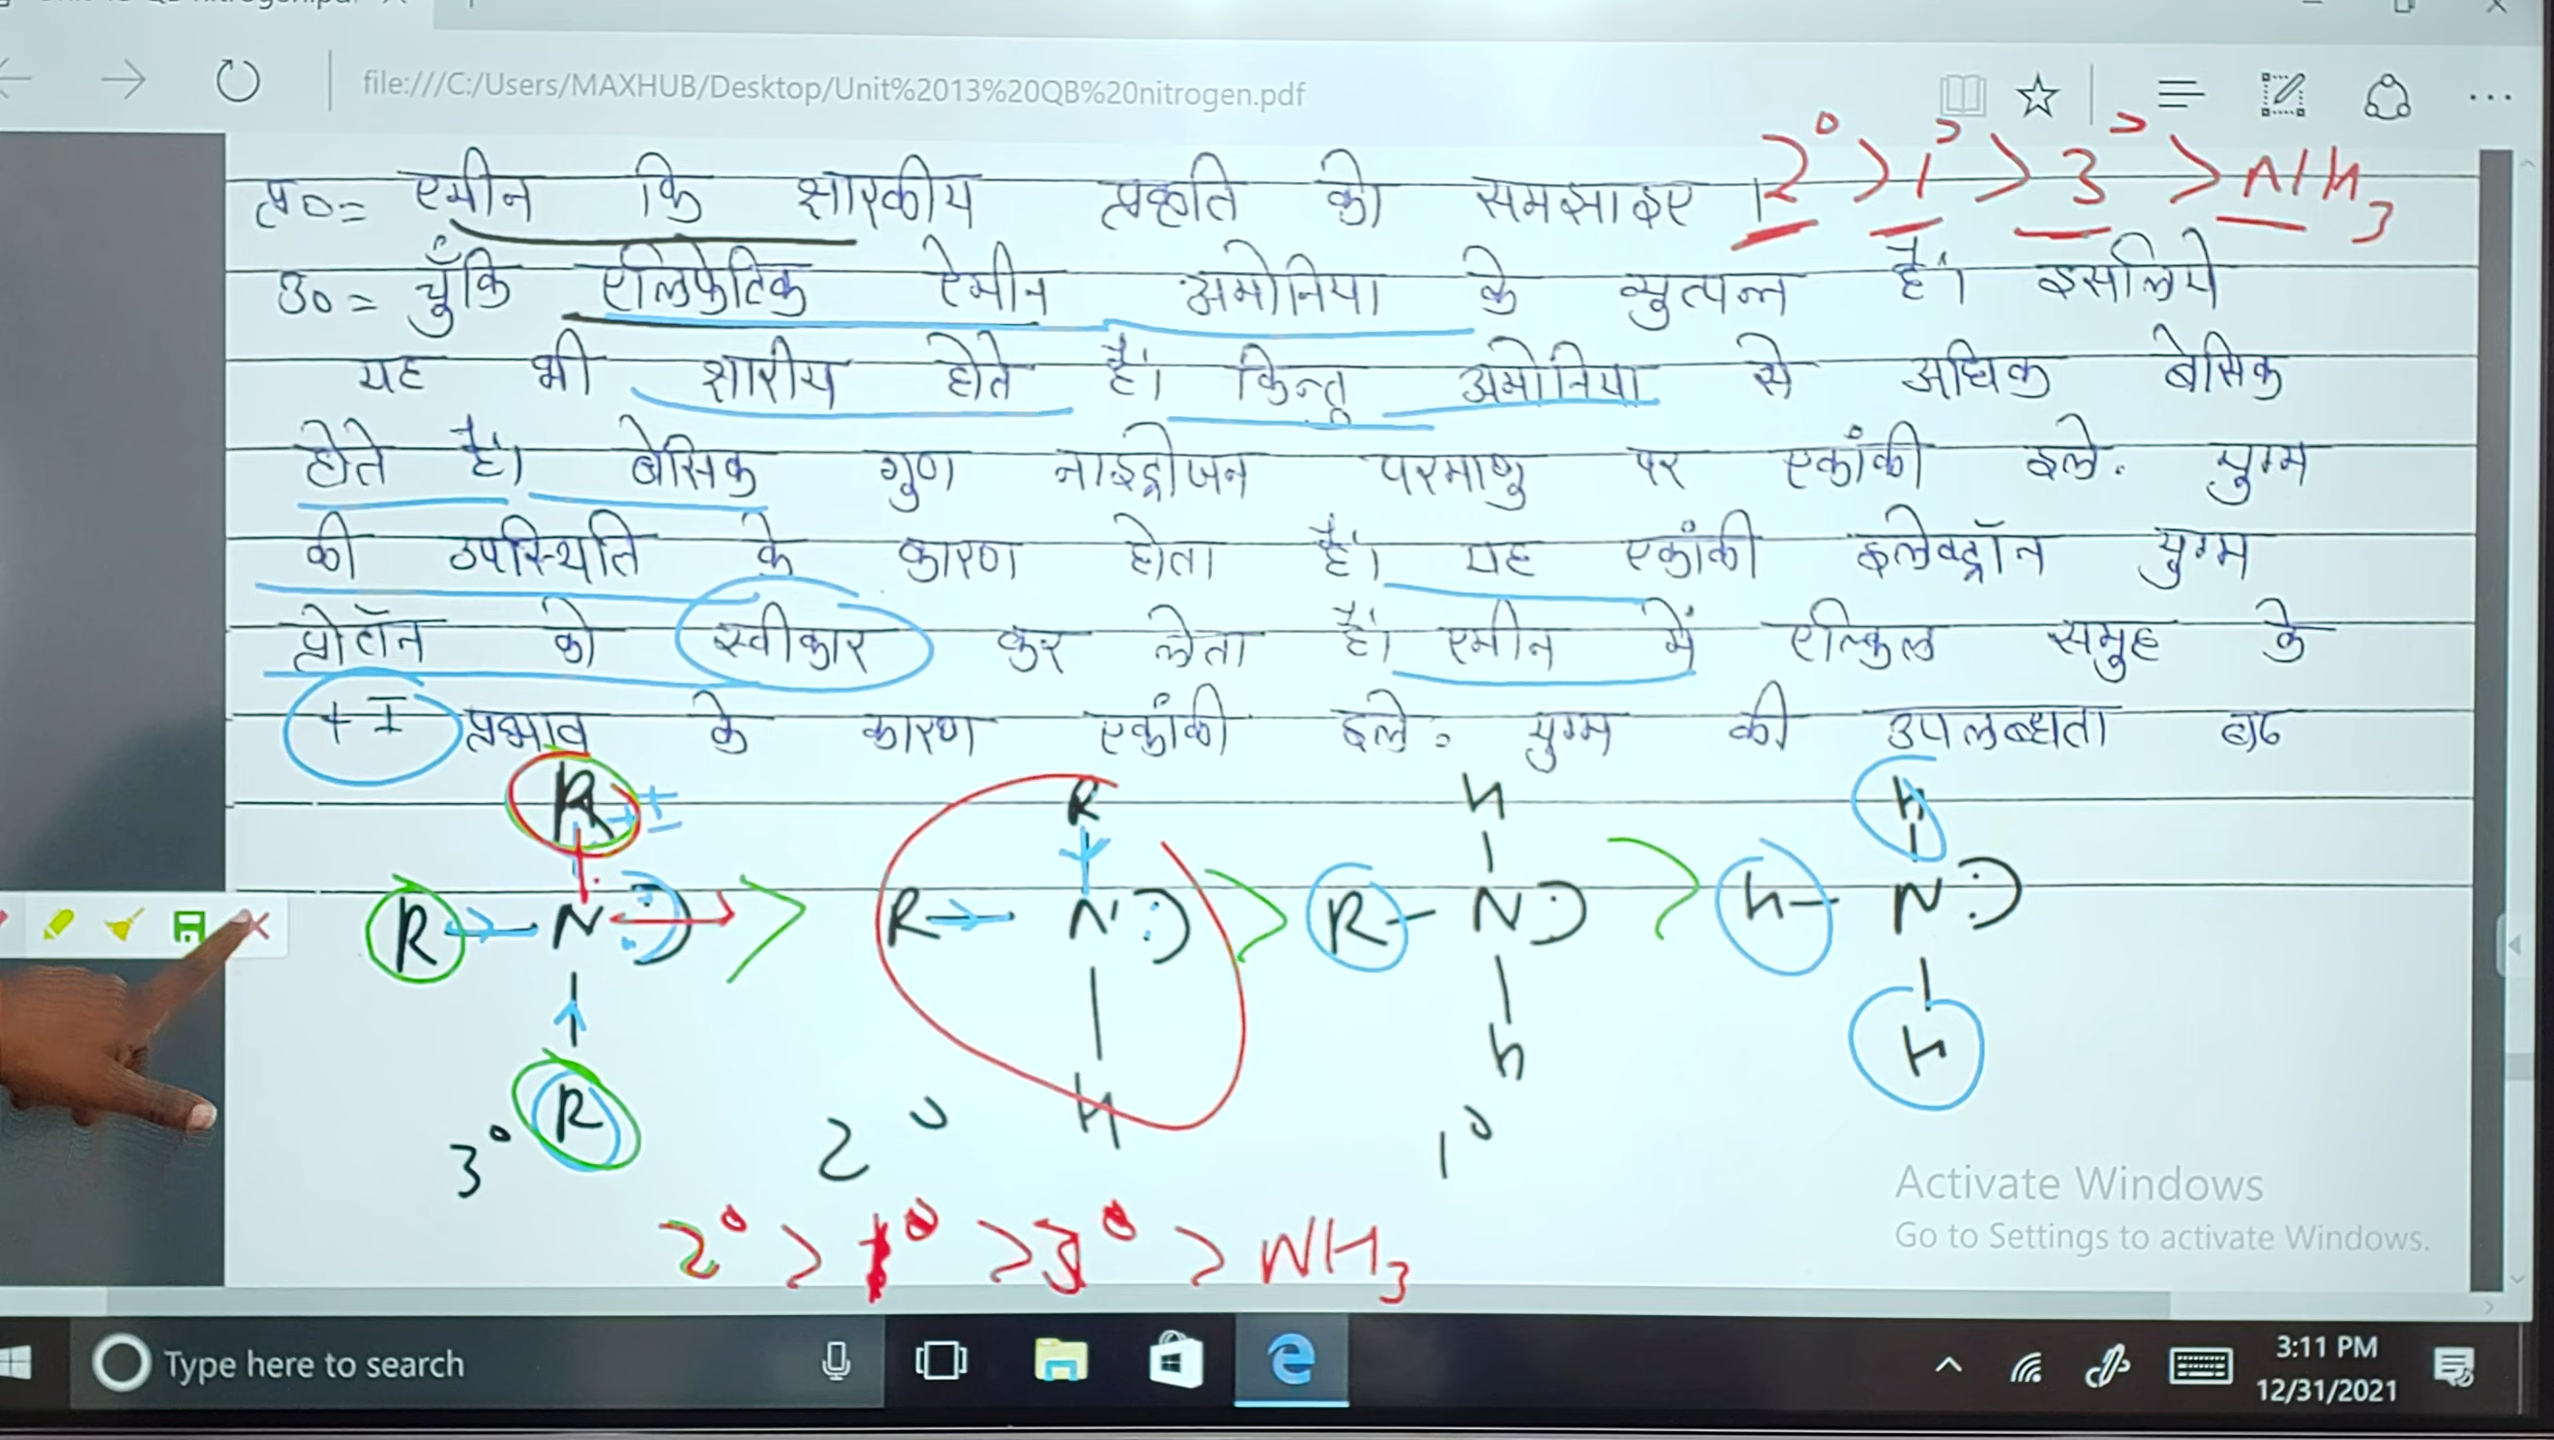 file:///C:/Users/MAXHUB/Desktop/Unit%2013%20QB%20nitrogen.pdf
प्र०= एमीन कि क्षारकीय प्रकृति को समझाइए । 2° > 1° > 3° > NH3
उ०= चुँकि एलिफेटिक ऐमीन अमोनिया के व्युत्पन्न हैं। इसलिये
यह भी क्षारीय होते हैं। किन्तू अमोनिया से अधिक बेसिक
होते हैं। बेसिक गुण नाइट्रोजन परमाणु पर एकांकी इले. युग्म
की उपस्थिति के कारण होता हैं। यह एकांकी इलेक्ट्रॉन युग्म
प्रोटॉन को स्वीकार कर लेता हैं। एमीन में एल्किल समुह के
+I प्रभाव के कारण एकांकी इले. युग्म की उपलब्धता बढ
R +I R H H
R N : > R N : > R - N : > H - N :
R H H H
3° 2° 1°
2° > 1° > 3° > NH3
Activate Windows
Go to Settings to activate Windows.
Type here to search
3:11 PM
12/31/2021